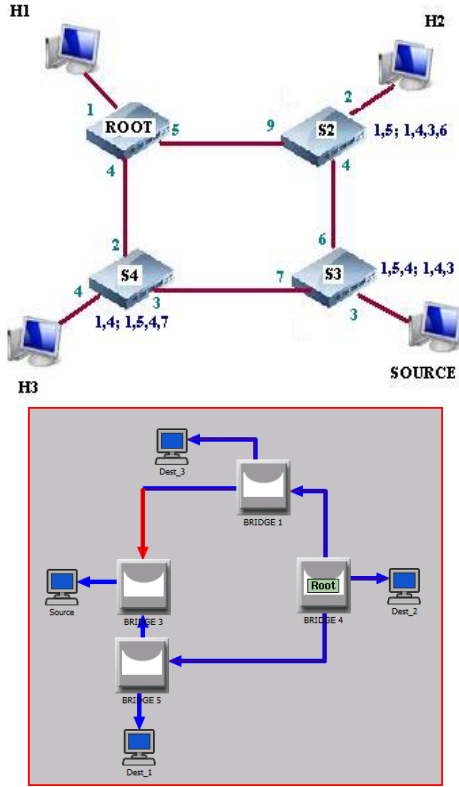 H1
H2
1
ROOT
5
9
2
S2
1,5; 1,4,3,6
4
4
2
6
S4
7
S3
1,5,4; 1,4,3
4
3
1,4; 1,5,4,7
3
H3
SOURCE
Dest_3
BRIDGE 1
Source
BRIDGE 3
Root
BRIDGE 4
Dest_2
BRIDGE 5
Dest_1